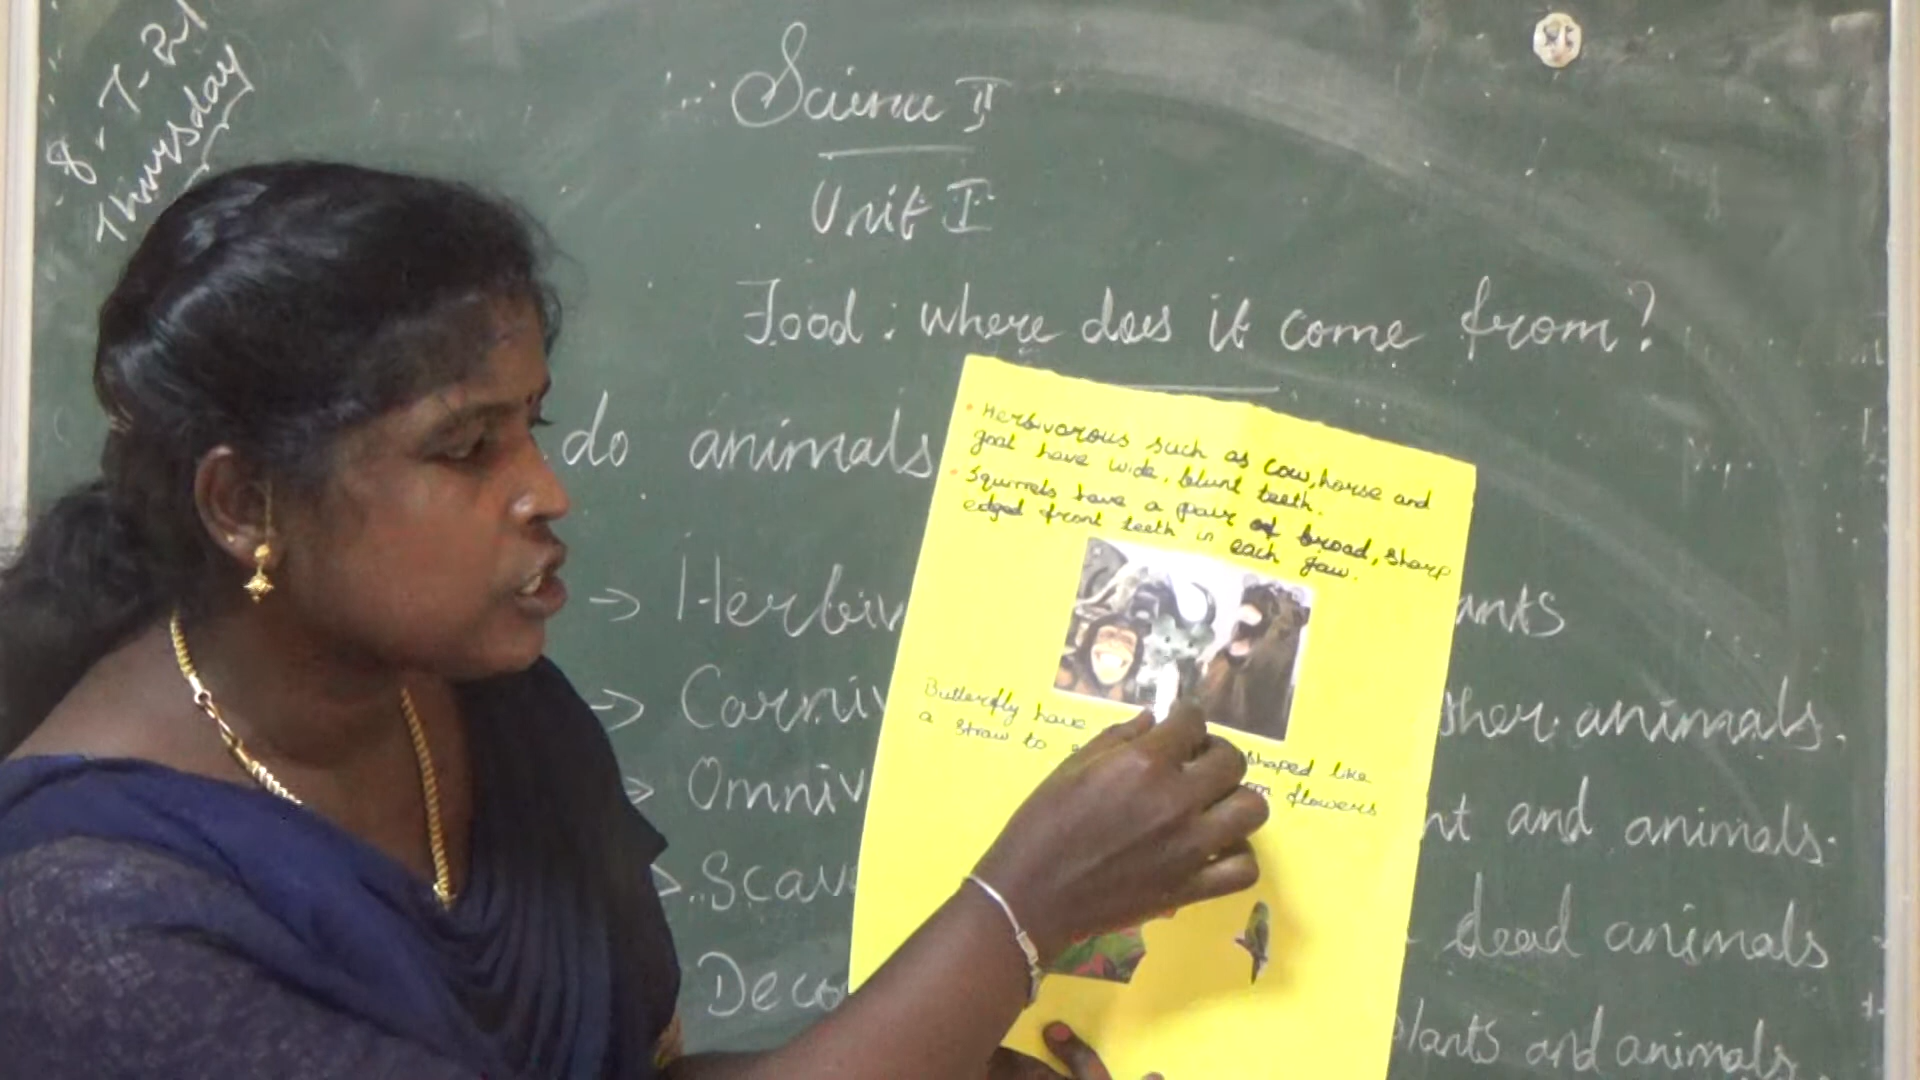 8-7-21
Thursday
Science II
Unit I
Food : where does it come from?
do animals
→ Herbiv
ants
→ Carniv
ther animals.
Omniv
nt and animals.
Scav
dead animals
Deco
plants and animals.
• Herbivorous such as cow, horse and
goat have wide, blunt teeth.
• Squirrels have a pair of broad, sharp
edged front teeth in each jaw.
Butterfly have shaped like
a straw to flowers